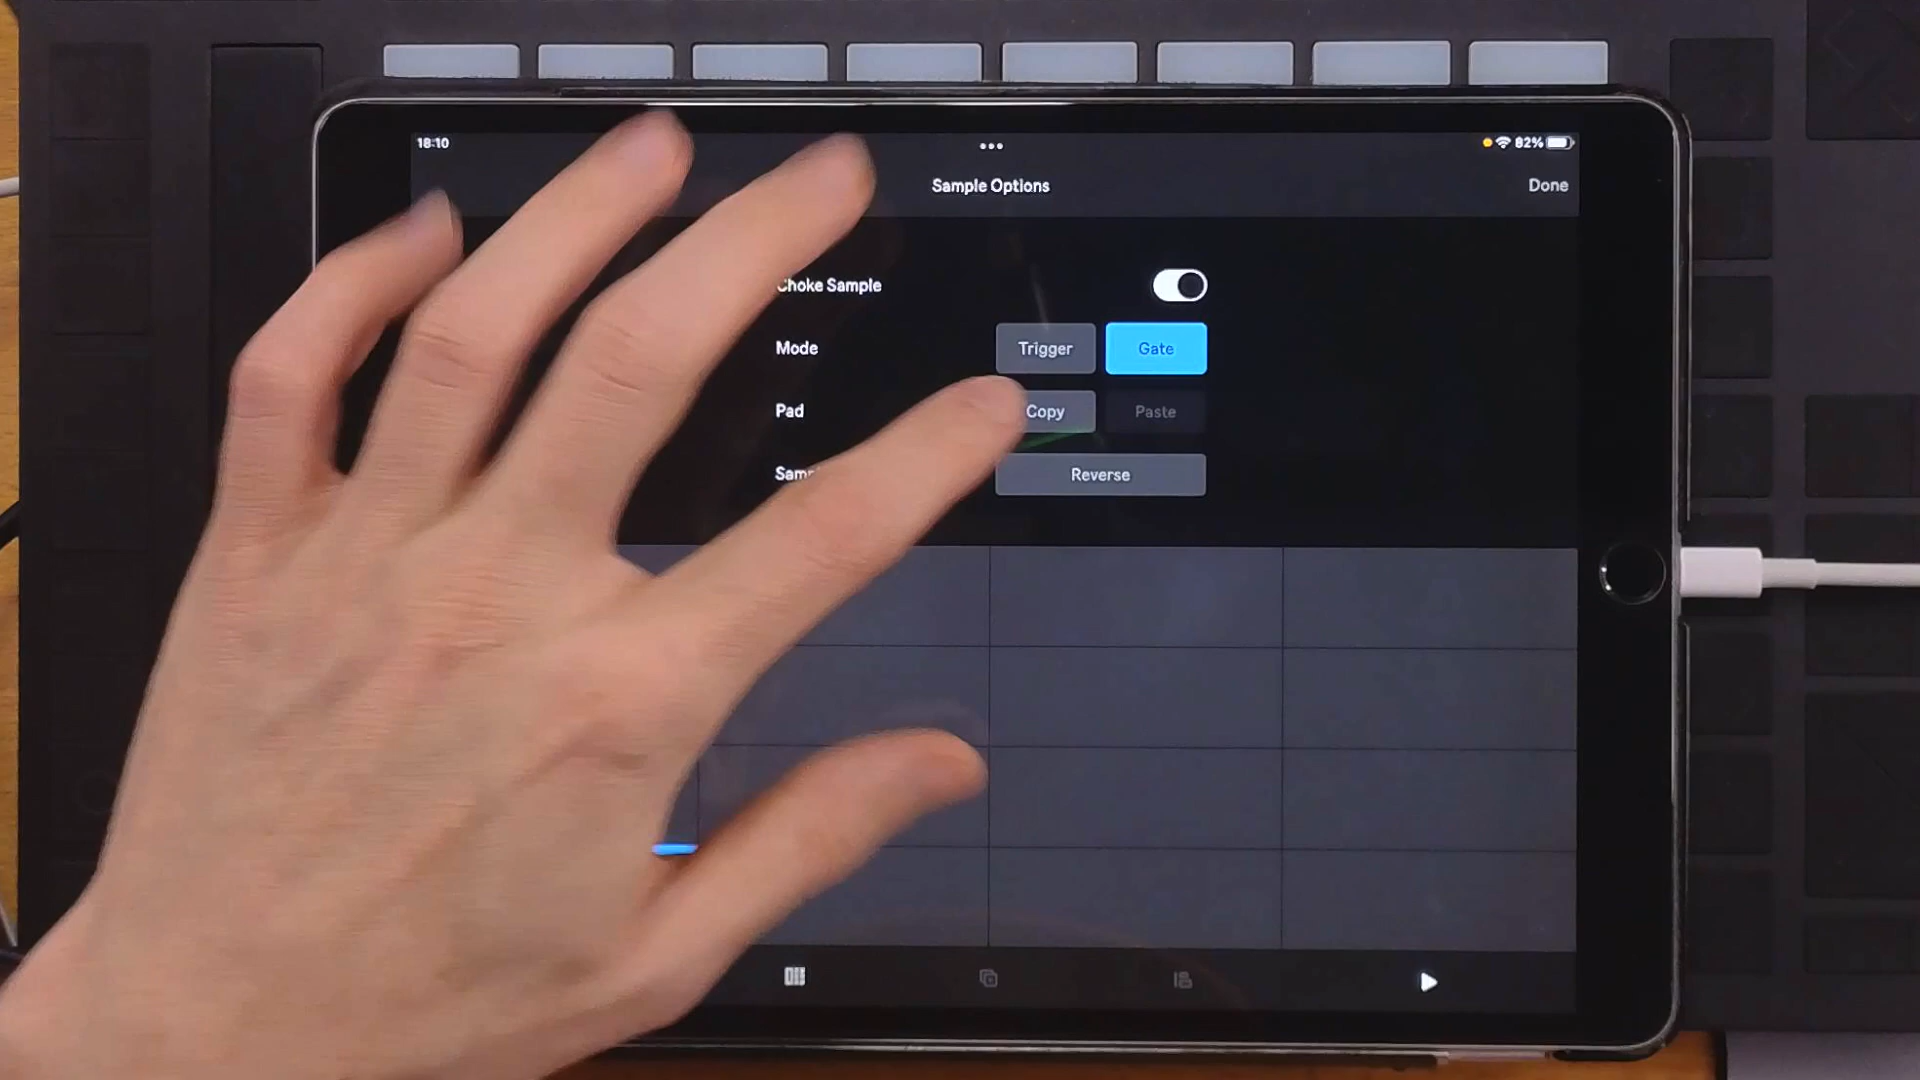 18:10
82%
Sample Options
Done
Choke Sample
Mode
Trigger
Gate
Pad
Copy
Paste
Reverse